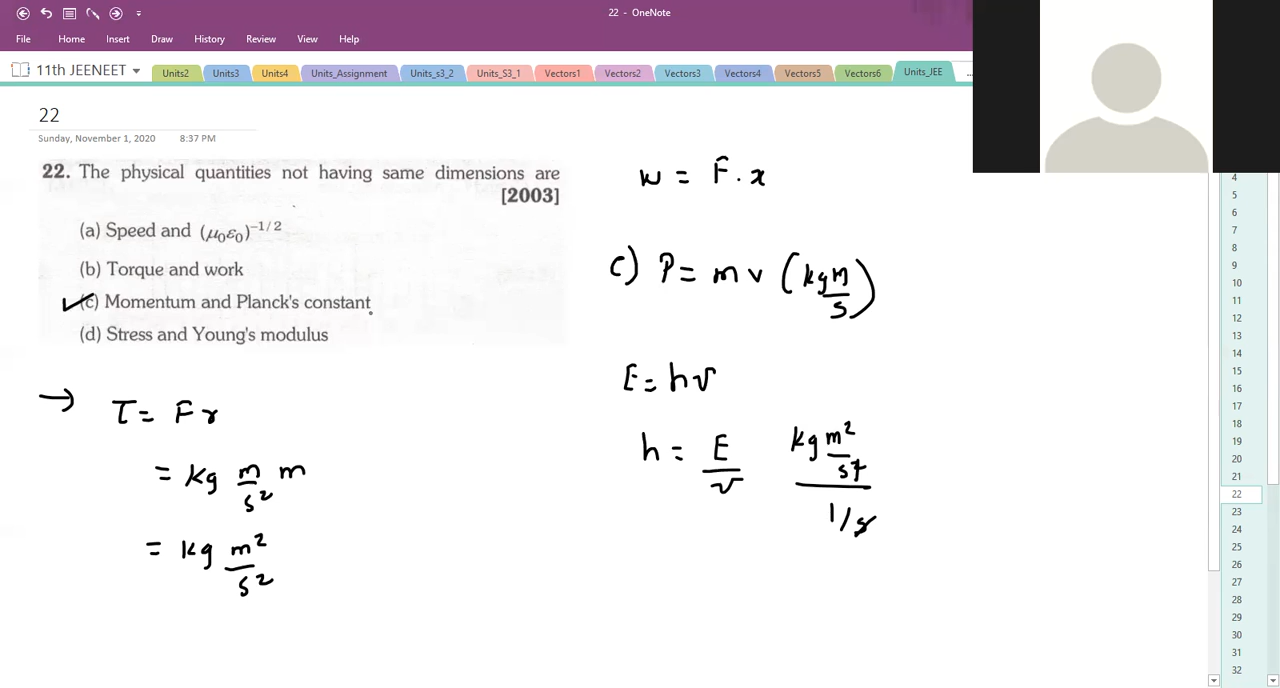 22 - OneNote
File Home Insert Draw History Review View Help
11th JEENEET Units2 Units3 Units4 Units_Assignment Units_s3_2 Units_S3_1 Vectors1 Vectors2 Vectors3 Vectors4 Vectors5 Vectors6 Units_JEE ...
22
Sunday, November 1, 2020 8:37 PM
22. The physical quantities not having same dimensions are
[2003]
(a) Speed and (μ₀ε₀)^−1/2
(b) Torque and work
(c) Momentum and Planck's constant
(d) Stress and Young's modulus
→ τ = F r
= kg m/s² m
= kg m²/s²
w = F . x
c) P = m v (kg m/s)
E = h ν
h = E/ν kg m²/s² / 1/s
4
5
6
7
8
9
10
11
12
13
14
15
16
17
18
19
20
21
22
23
24
25
26
27
28
29
30
31
32